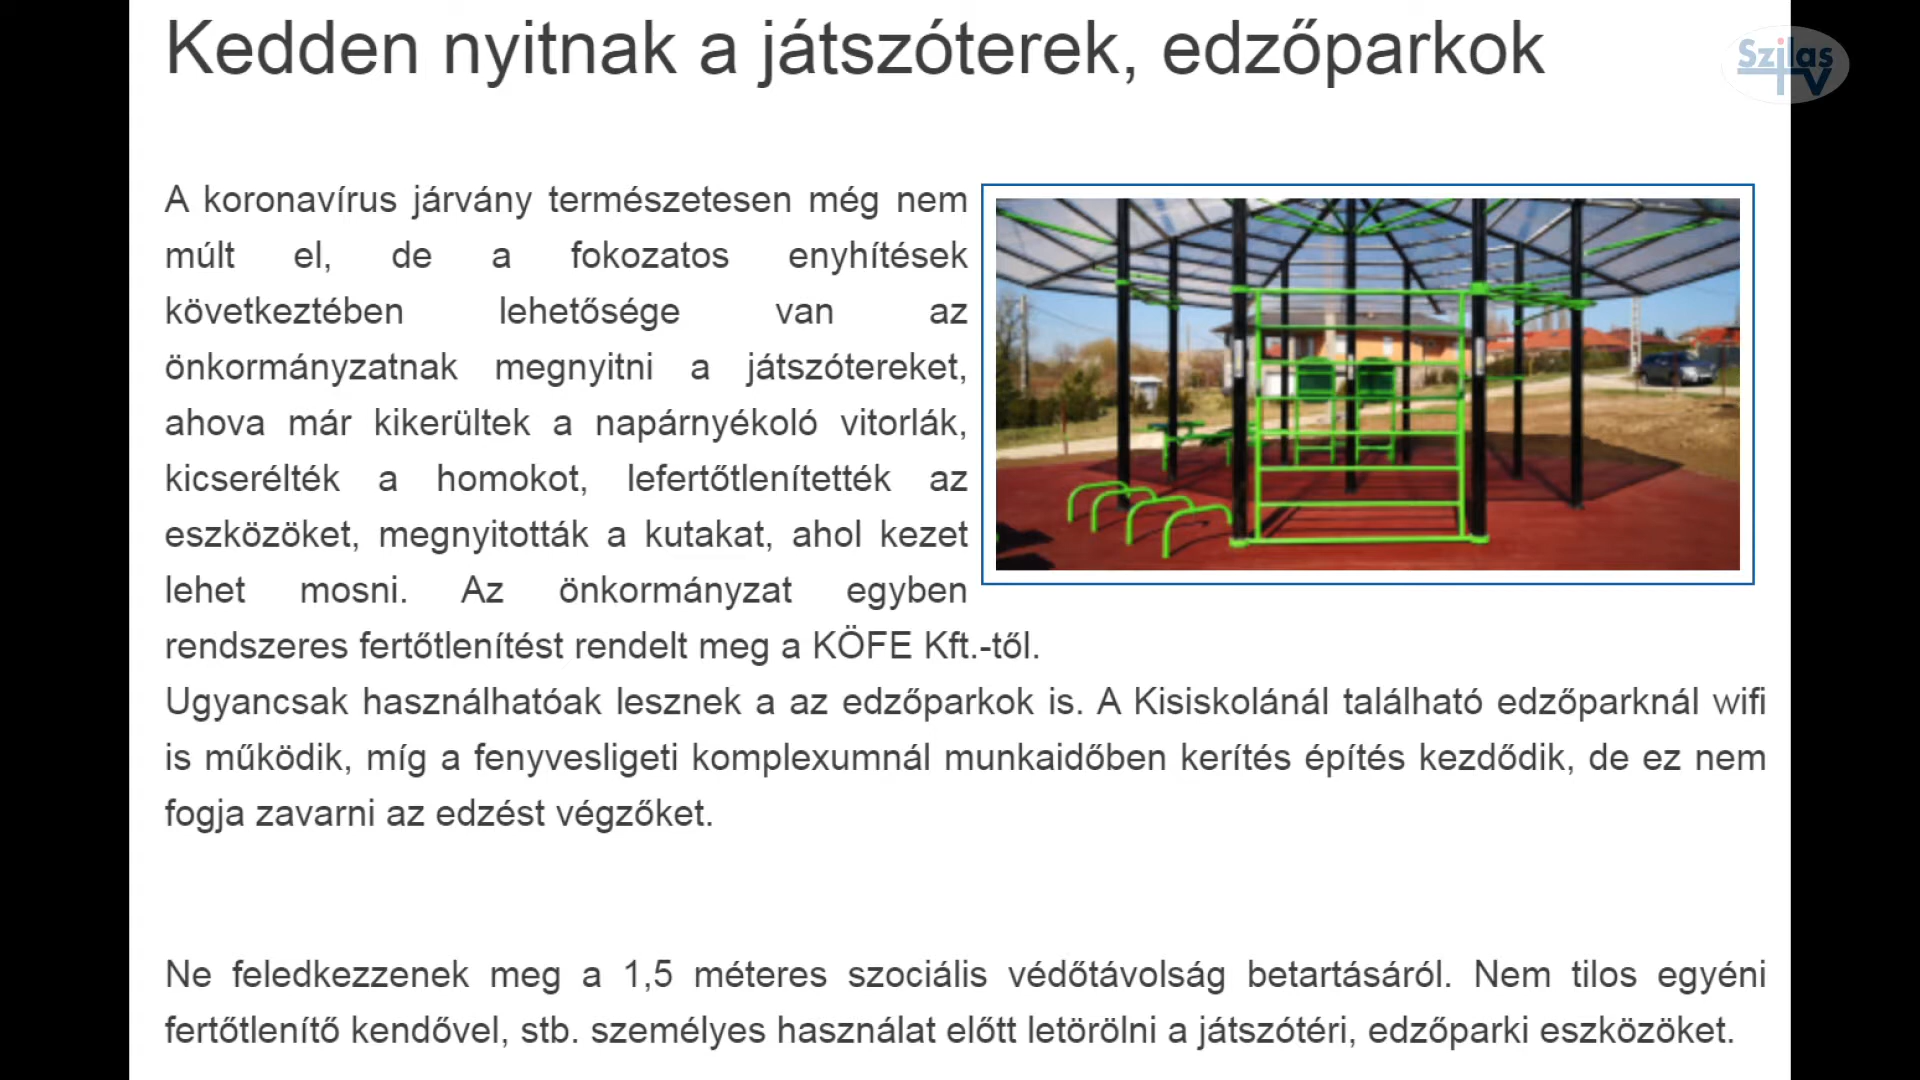 Kedden nyitnak a játszóterek, edzőparkok
Szilas
TV
A koronavírus járvány természetesen még nem
múlt el, de a fokozatos enyhítések
következtében lehetősége van az
önkormányzatnak megnyitni a játszótereket,
ahova már kikerültek a napárnyékoló vitorlák,
kicserélték a homokot, lefertőtlenítették az
eszközöket, megnyitották a kutakat, ahol kezet
lehet mosni. Az önkormányzat egyben
rendszeres fertőtlenítést rendelt meg a KÖFE Kft.-től.
Ugyancsak használhatóak lesznek a az edzőparkok is. A Kisiskolánál található edzőparknál wifi
is működik, míg a fenyvesligeti komplexumnál munkaidőben kerítés építés kezdődik, de ez nem
fogja zavarni az edzést végzőket.
Ne feledkezzenek meg a 1,5 méteres szociális védőtávolság betartásáról. Nem tilos egyéni
fertőtlenítő kendővel, stb. személyes használat előtt letörölni a játszótéri, edzőparki eszközöket.